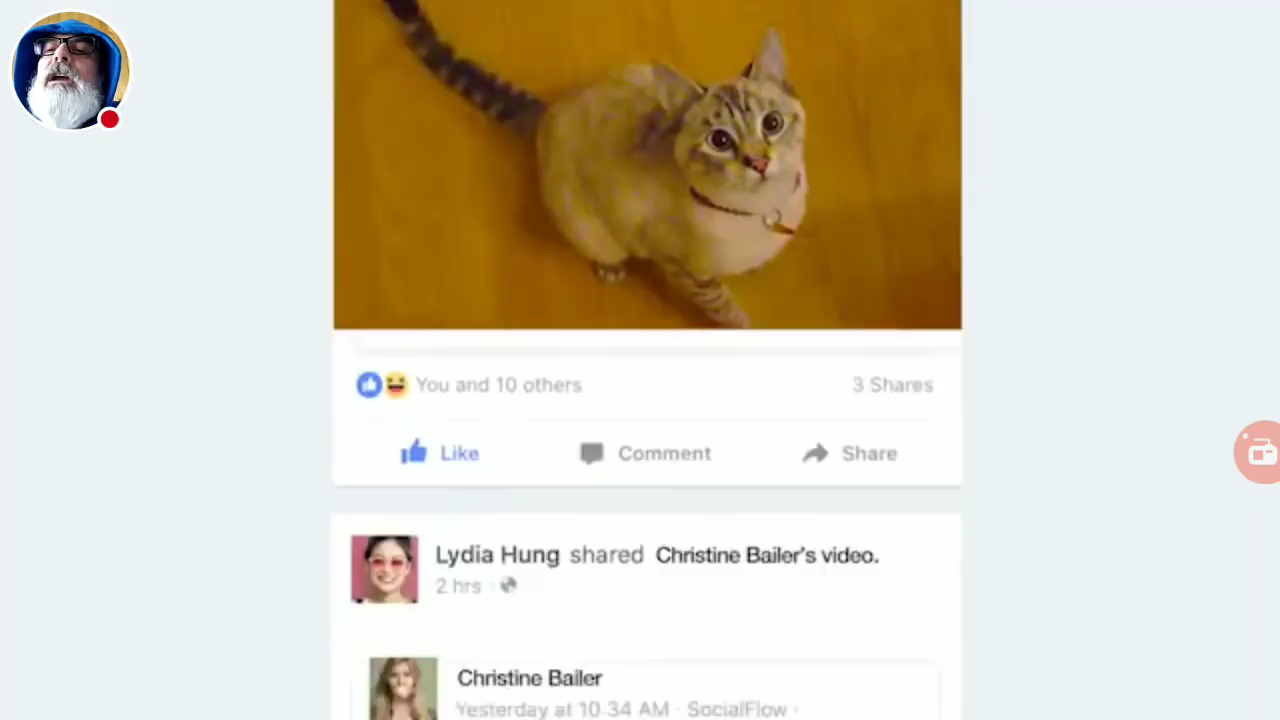 You and 10 others
3 Shares
Like
Comment
Share
Lydia Hung shared Christine Bailer's video.
2 hrs ·
Christine Bailer
Yesterday at 10:34 AM · SocialFlow ·